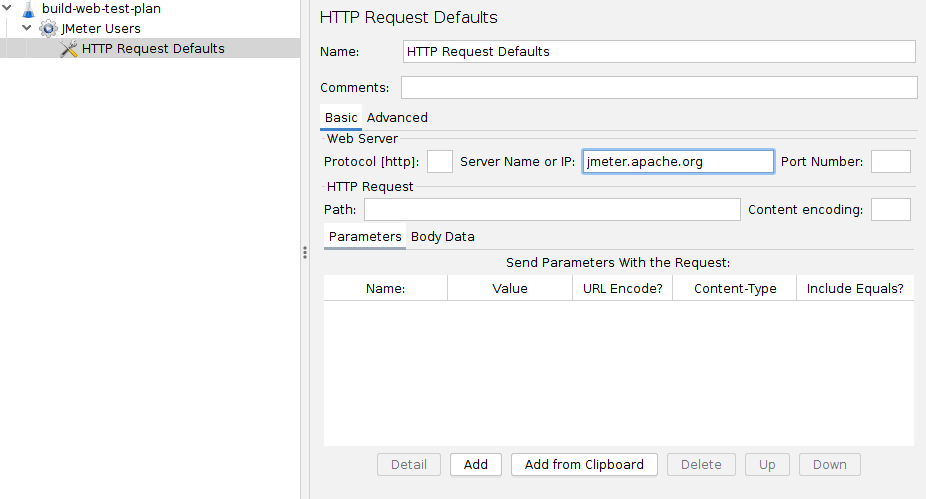 build-web-test-plan
JMeter Users
HTTP Request Defaults
HTTP Request Defaults
Name: HTTP Request Defaults
Comments:
Basic Advanced
Web Server
Protocol [http]: Server Name or IP: jmeter.apache.org Port Number:
HTTP Request
Path: Content encoding:
Parameters Body Data
Send Parameters With the Request:
Name: Value URL Encode? Content-Type Include Equals?
Detail Add Add from Clipboard Delete Up Down